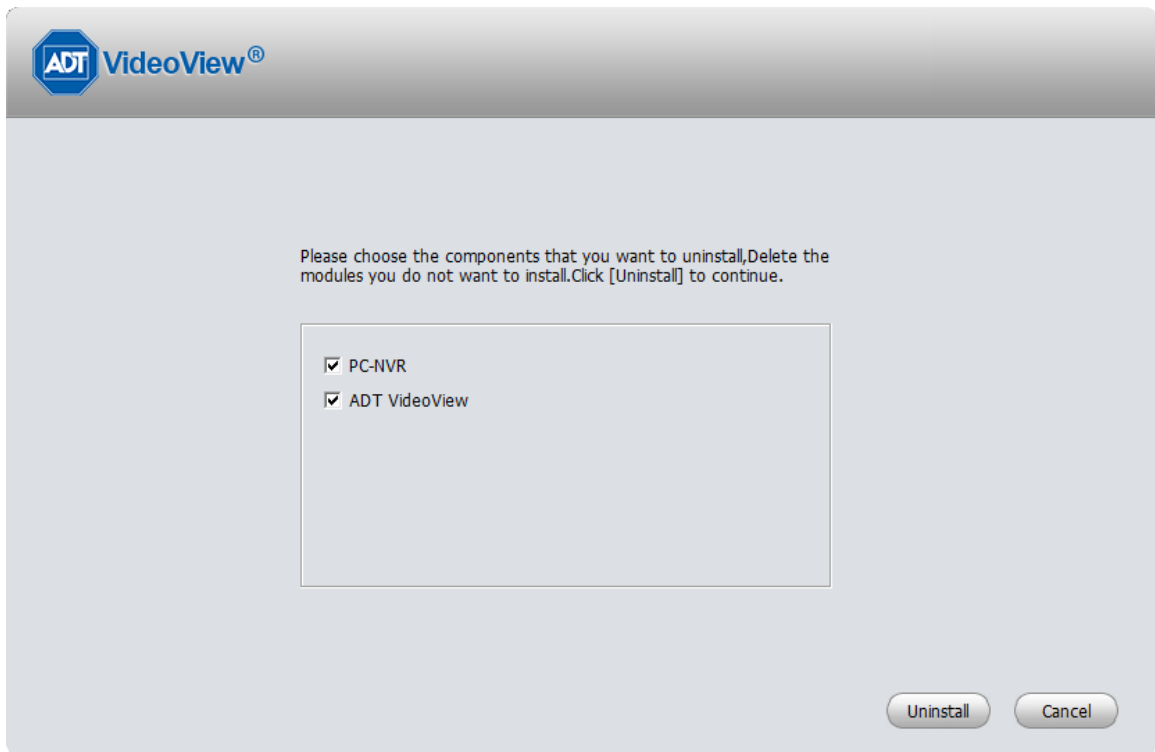 ADT VideoView®
Please choose the components that you want to uninstall,Delete the
modules you do not want to install.Click [Uninstall] to continue.
PC-NVR
ADT VideoView
Uninstall Cancel